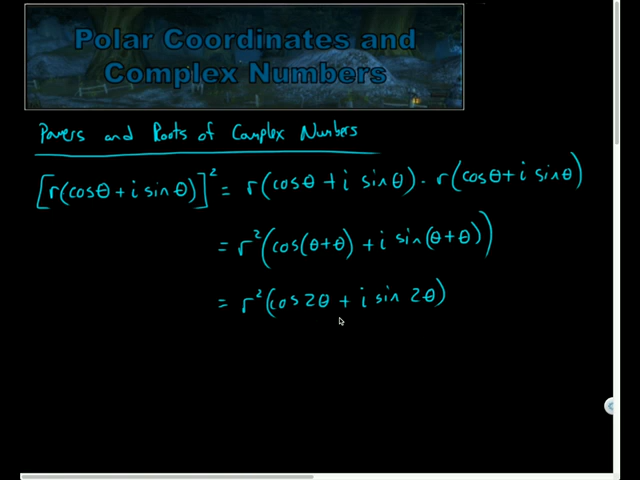 Polar Coordinates and
Complex Numbers
Powers and Roots of Complex Numbers
[r(cosθ + i sinθ)]² = r(cosθ + i sinθ) · r(cosθ + i sinθ)
= r²(cos(θ+θ) + i sin(θ+θ))
= r²(cos 2θ + i sin 2θ)